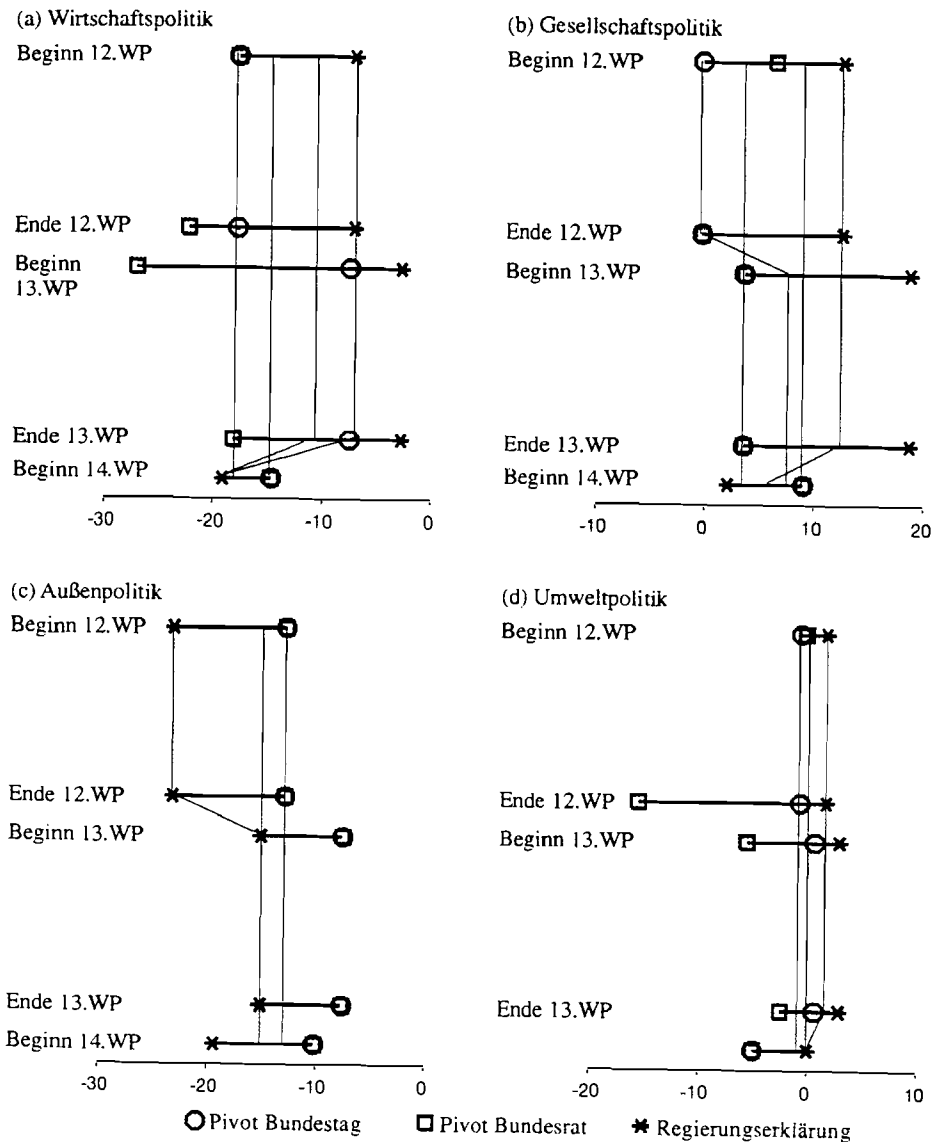 (a) Wirtschaftspolitik
Beginn 12.WP
Ende 12.WP
Beginn
13.WP
Ende 13.WP
Beginn 14.WP
-30
-20
-10
0
(b) Gesellschaftspolitik
Beginn 12.WP
Ende 12.WP
Beginn 13.WP
Ende 13.WP
Beginn 14.WP
-10
0
10
20
(c) Außenpolitik
Beginn 12.WP
Ende 12.WP
Beginn 13.WP
Ende 13.WP
Beginn 14.WP
-30
-20
-10
0
(d) Umweltpolitik
Beginn 12.WP
Ende 12.WP
Beginn 13.WP
Ende 13.WP
-20
-10
0
10
Pivot Bundestag
Pivot Bundesrat
Regierungserklärung